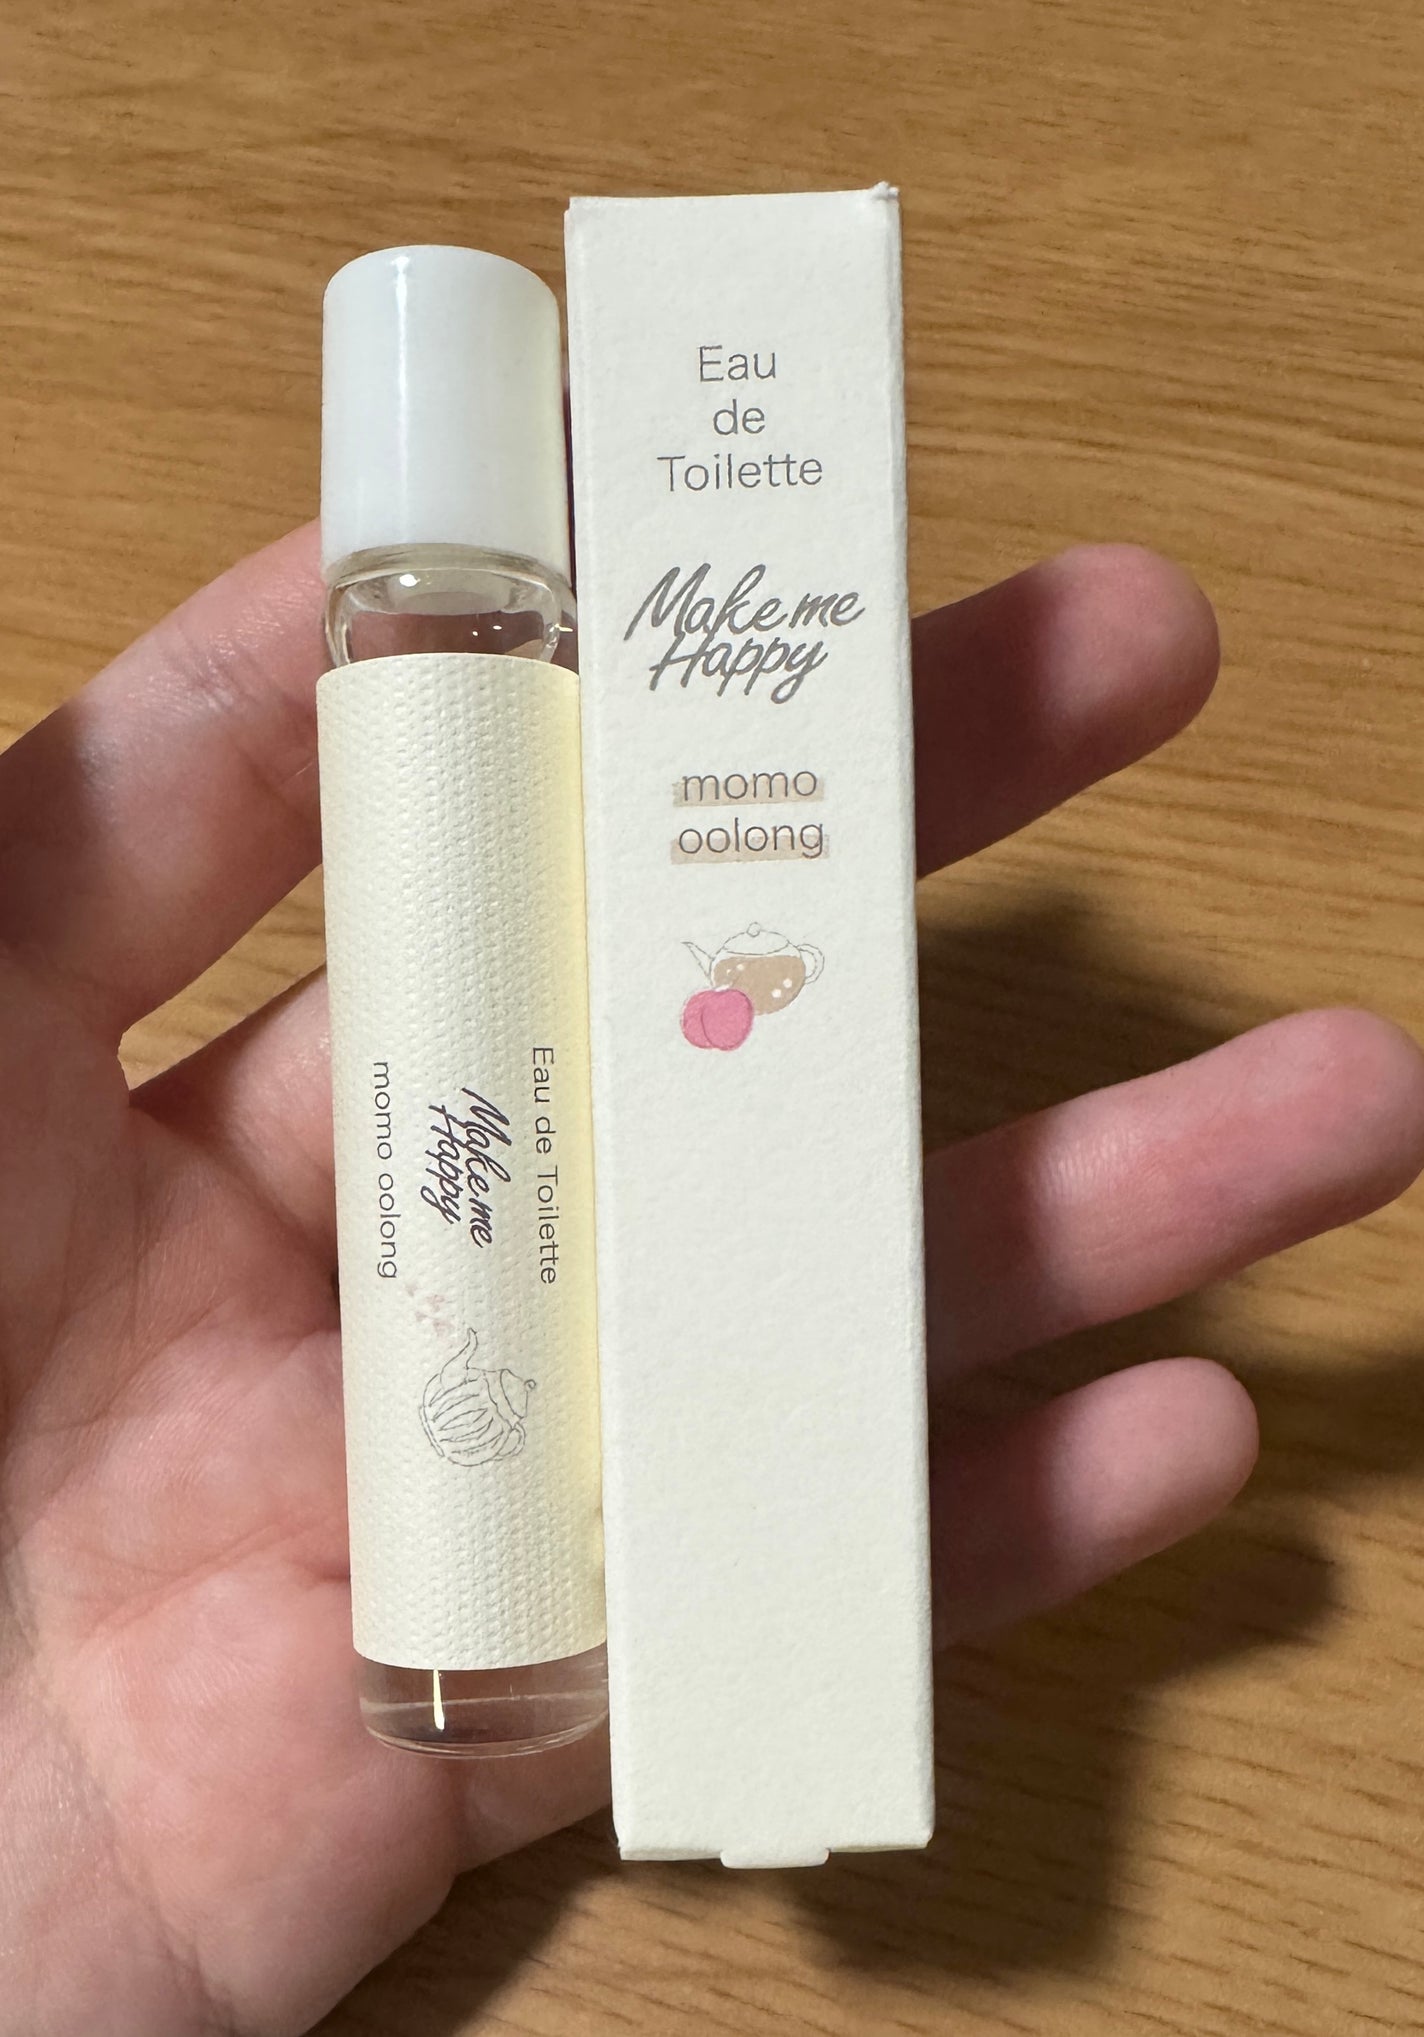 Eau
de
Toilette
Make me
Happy
momo
oolong
Eau de Toilette
Make me
Happy
momo oolong